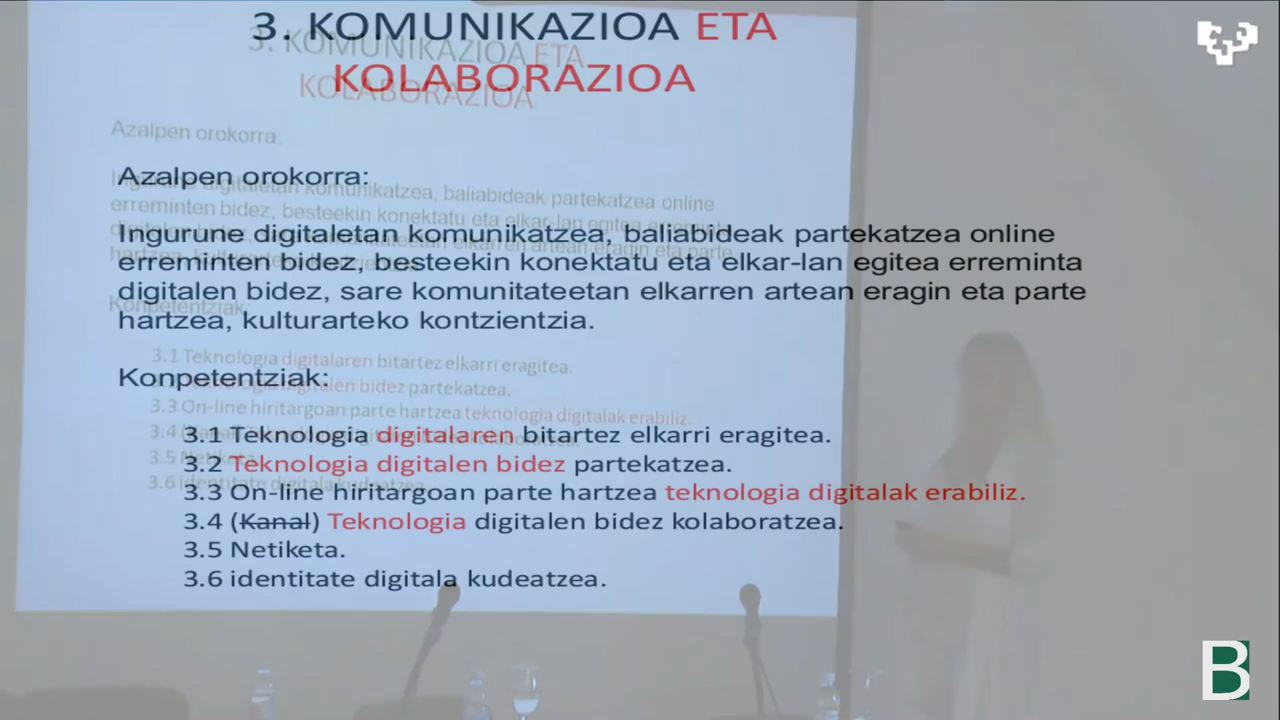 3. KOMUNIKAZIOA ETA
KOLABORAZIOA
Azalpen orokorra:
Ingurune digitaletan komunikatzea, baliabideak partekatzea online
erreminten bidez, besteekin konektatu eta elkar-lan egitea erreminta
digitalen bidez, sare komunitateetan elkarren artean eragin eta parte
hartzea, kulturarteko kontzientzia.
Konpetentziak:
3.1 Teknologia digitalaren bitartez elkarri eragitea.
3.2 Teknologia digitalen bidez partekatzea.
3.3 On-line hiritargoan parte hartzea teknologia digitalak erabiliz.
3.4 (Kanal) Teknologia digitalen bidez kolaboratzea.
3.5 Netiketa.
3.6 identitate digitala kudeatzea.
B